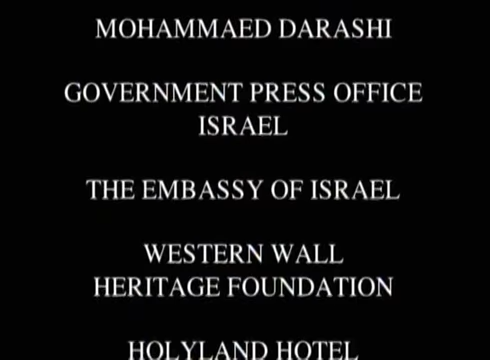 MOHAMMAED DARASHI
GOVERNMENT PRESS OFFICE
ISRAEL
THE EMBASSY OF ISRAEL
WESTERN WALL
HERITAGE FOUNDATION
HOLYLAND HOTEL